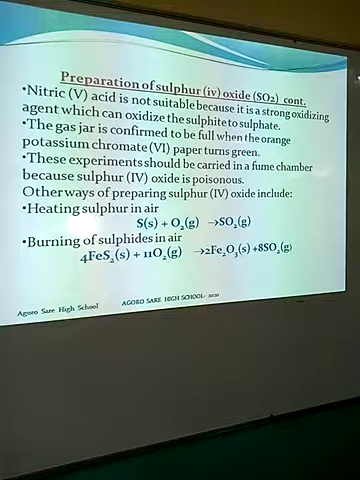 Preparation of sulphur (iv) oxide (SO₂) cont.
•Nitric (V) acid is not suitable because it is a strong oxidizing
agent which can oxidize the sulphite to sulphate.
•The gas jar is confirmed to be full when the orange
potassium chromate (VI) paper turns green.
•These experiments should be carried in a fume chamber
because sulphur (IV) oxide is poisonous.
Other ways of preparing sulphur (IV) oxide include:
•Heating sulphur in air
S(s) + O₂(g) →SO₂(g)
•Burning of sulphides in air
4FeS₂(s) + 11O₂(g) →2Fe₂O₃(s) +8SO₂(g)
Agoro Sare High School
AGORO SARE HIGH SCHOOL- 2020